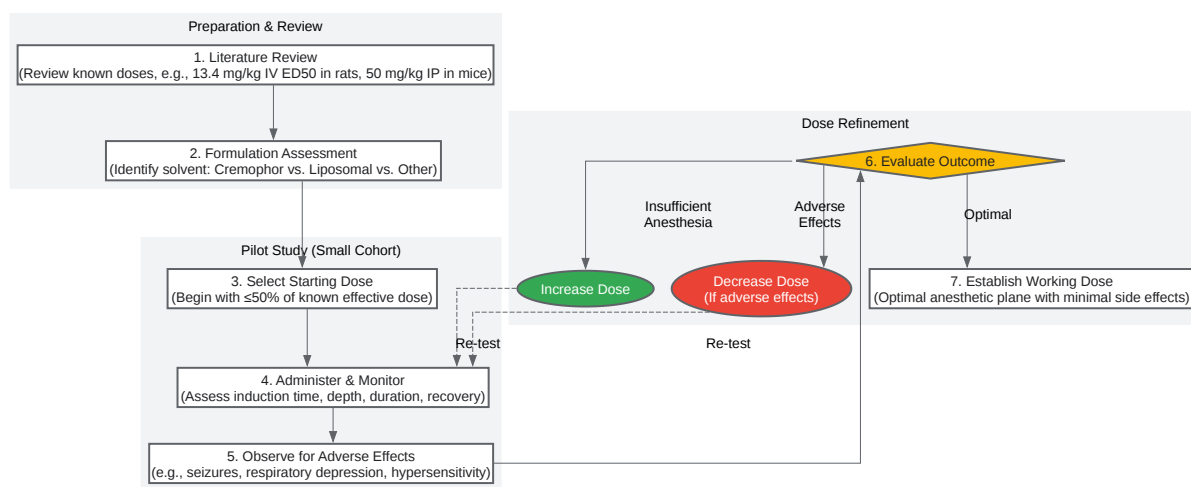 Preparation & Review
1. Literature Review
(Review known doses, e.g., 13.4 mg/kg IV ED50 in rats, 50 mg/kg IP in mice)
2. Formulation Assessment
(Identify solvent: Cremophor vs. Liposomal vs. Other)
Pilot Study (Small Cohort)
3. Select Starting Dose
(Begin with ≤50% of known effective dose)
4. Administer & Monitor
(Assess induction time, depth, duration, recovery)
5. Observe for Adverse Effects
(e.g., seizures, respiratory depression, hypersensitivity)
Dose Refinement
6. Evaluate Outcome
Insufficient
Anesthesia
Adverse
Effects
Optimal
Increase Dose
Decrease Dose
(If adverse effects)
7. Establish Working Dose
(Optimal anesthetic plane with minimal side effects)
Re-test
Re-test